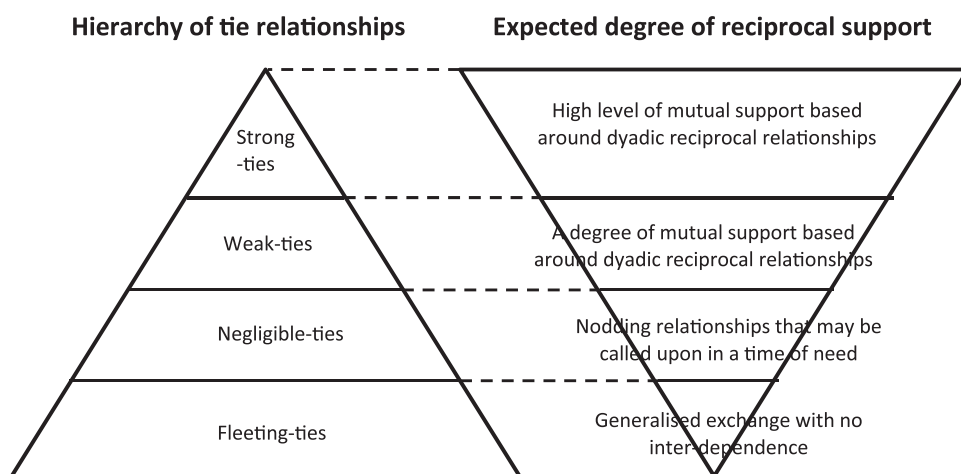 Hierarchy of tie relationships
Expected degree of reciprocal support
Strong
-ties
High level of mutual support based
around dyadic reciprocal relationships
Weak-ties
A degree of mutual support based
around dyadic reciprocal relationships
Negligible-ties
Nodding relationships that may be
called upon in a time of need
Fleeting-ties
Generalised exchange with no
inter-dependence